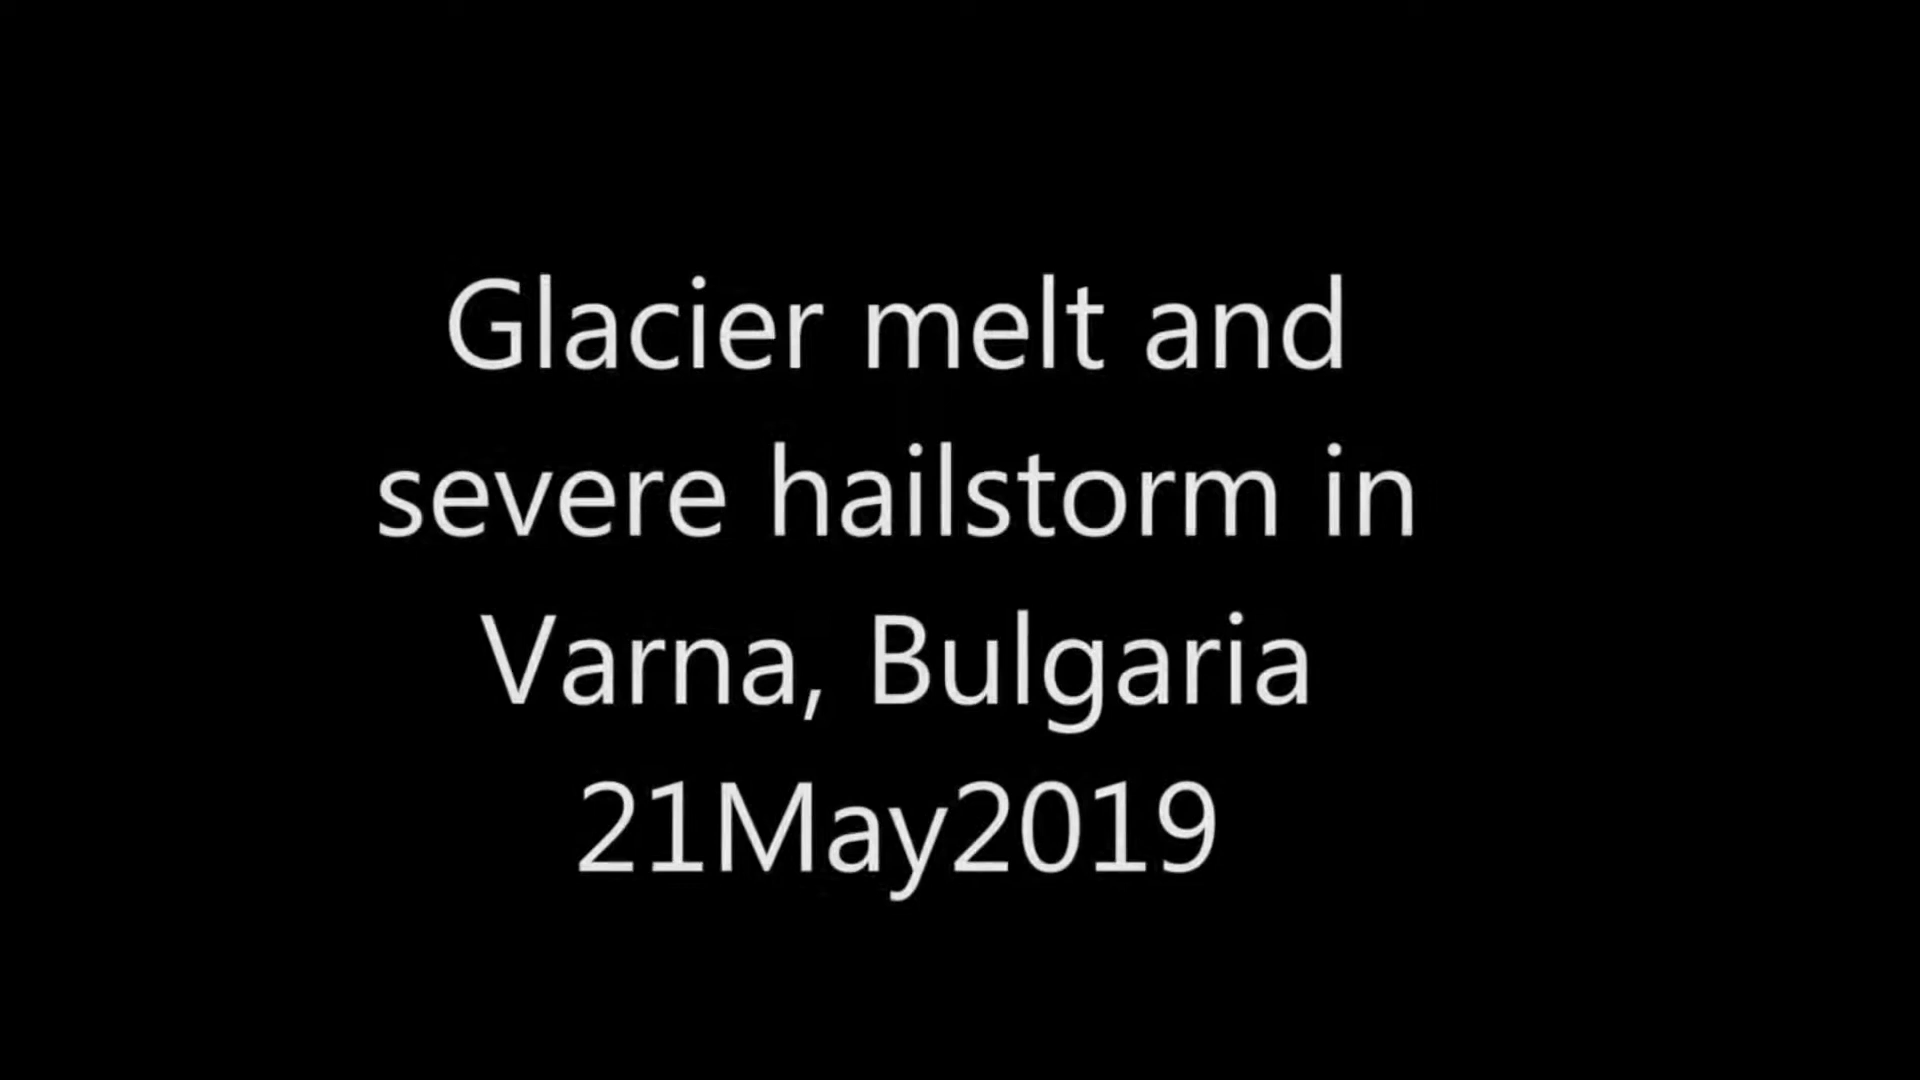 Glacier melt and
severe hailstorm in
Varna, Bulgaria
21May2019